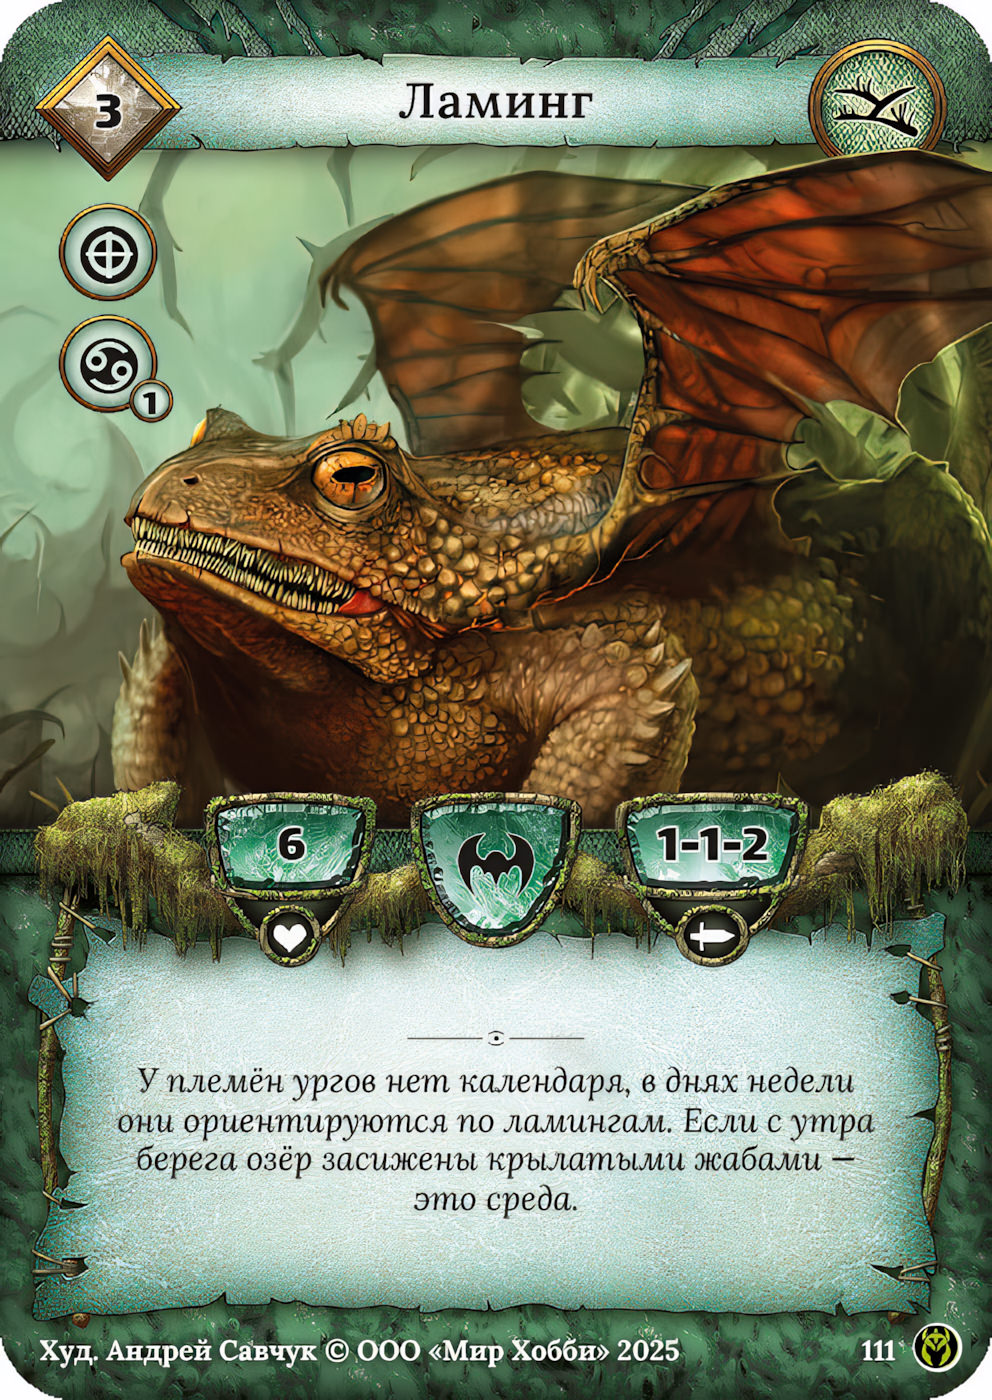 3
Ламинг
1
6
1-1-2
У племён ургов нет календаря, в днях недели
они ориентируются по ламингам. Если с утра
берега озёр засижены крылатыми жабами —
это среда.
Худ. Андрей Савчук © ООО «Мир Хобби» 2025
111